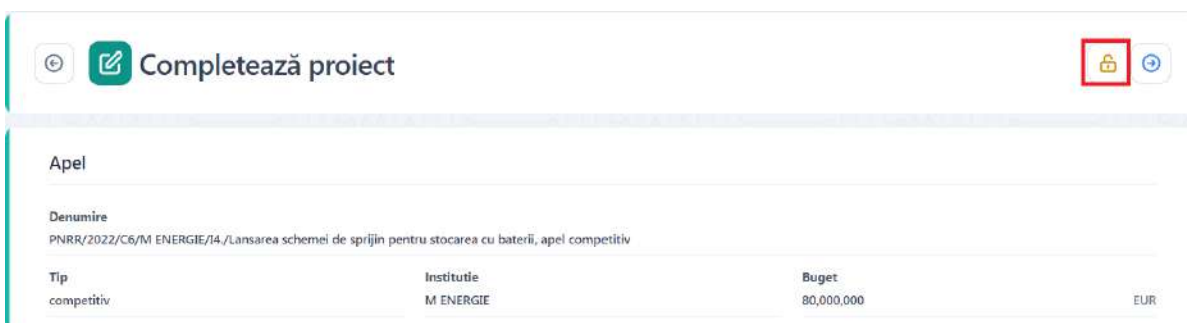 Completează proiect
Apel
Denumire
PNRR/2022/C6/M ENERGIE/I4./Lansarea schemei de sprijin pentru stocarea cu baterii, apel competitiv
Tip
Institutie
Buget
competitiv
M ENERGIE
80,000,000
EUR